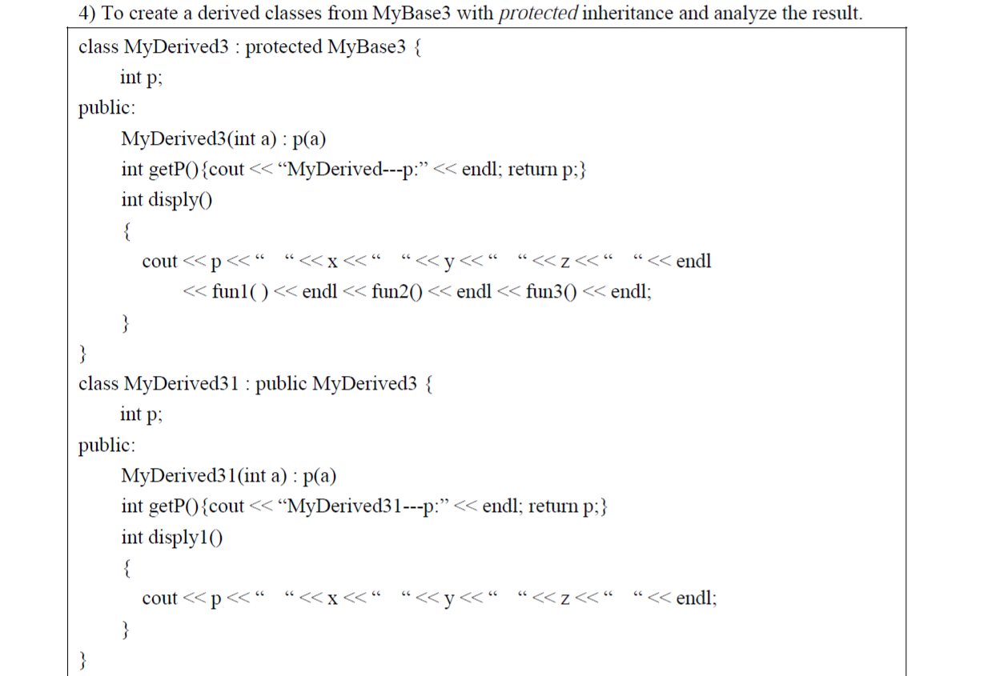 4) To create a derived classes from MyBase3 with protected inheritance and analyze the result.
class MyDerived3 : protected MyBase3 {
int p;
public:
MyDerived3(int a) : p(a)
int getP(){cout << “MyDerived---p:” << endl; return p;}
int disply()
{
cout << p << “ “ << x << “ “ << y << “ “ << z << “ “ << endl
<< fun1( ) << endl << fun2() << endl << fun3() << endl;
}
}
class MyDerived31 : public MyDerived3 {
int p;
public:
MyDerived31(int a) : p(a)
int getP(){cout << “MyDerived31---p:” << endl; return p;}
int disply1()
{
cout << p << “ “ << x << “ “ << y << “ “ << z << “ “ << endl;
}
}